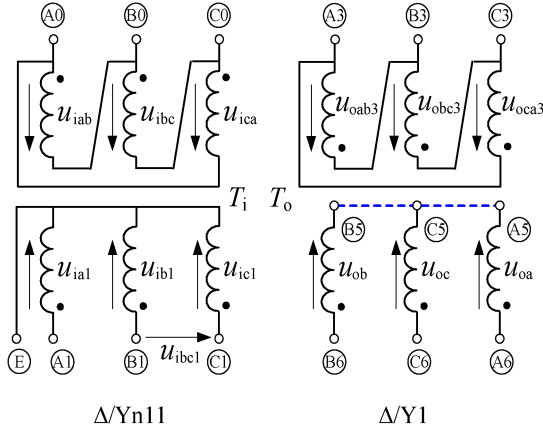 A0 B0 C0 A3 B3 C3
u_iab u_ibc u_ica u_oab3 u_obc3 u_oca3
T_i T_o
B5 C5 A5
u_ia1 u_ib1 u_ic1 u_ob u_oc u_oa
E A1 B1 u_ibc1 C1 B6 C6 A6
Δ/Yn11 Δ/Y1